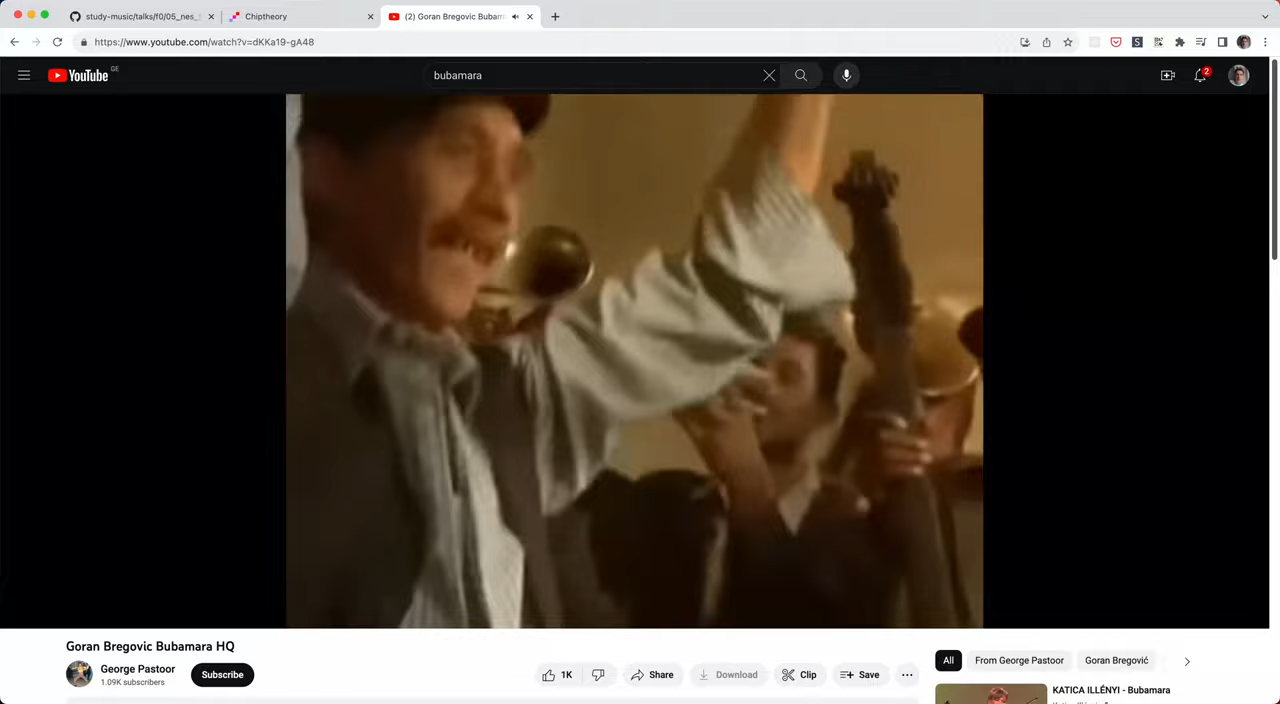 study-music/talks/f0/05_nes_
Chiptheory
(2) Goran Bregovic Bubam
https://www.youtube.com/watch?v=dKKa19-gA48
YouTube GE
bubamara
2
Goran Bregovic Bubamara HQ
George Pastoor
1.09K subscribers
Subscribe
1K
Share
Download
Clip
Save
All
From George Pastoor
Goran Bregović
KATICA ILLÉNYI - Bubamara